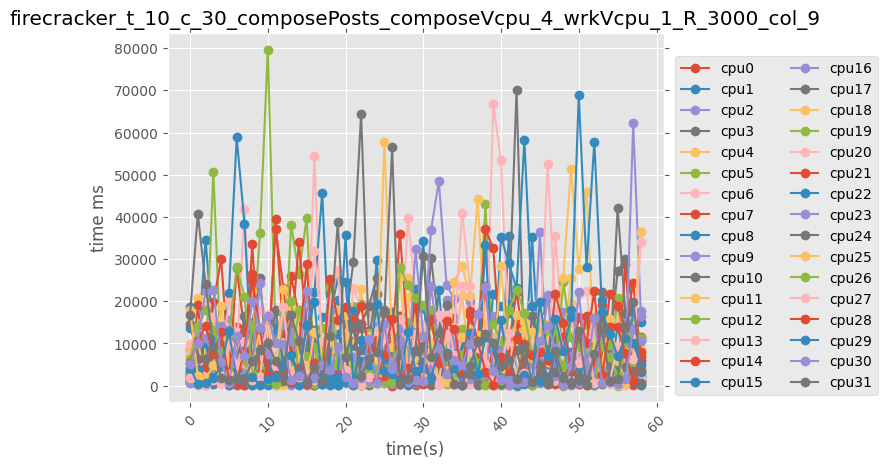 firecracker_t_10_c_30_composePosts_composeVcpu_4_wrkVcpu_1_R_3000_col_9
80000
70000
60000
50000
40000
30000
20000
10000
0
time ms
0
10
20
30
40
50
60
time(s)
cpu0
cpu1
cpu2
cpu3
cpu4
cpu5
cpu6
cpu7
cpu8
cpu9
cpu10
cpu11
cpu12
cpu13
cpu14
cpu15
cpu16
cpu17
cpu18
cpu19
cpu20
cpu21
cpu22
cpu23
cpu24
cpu25
cpu26
cpu27
cpu28
cpu29
cpu30
cpu31